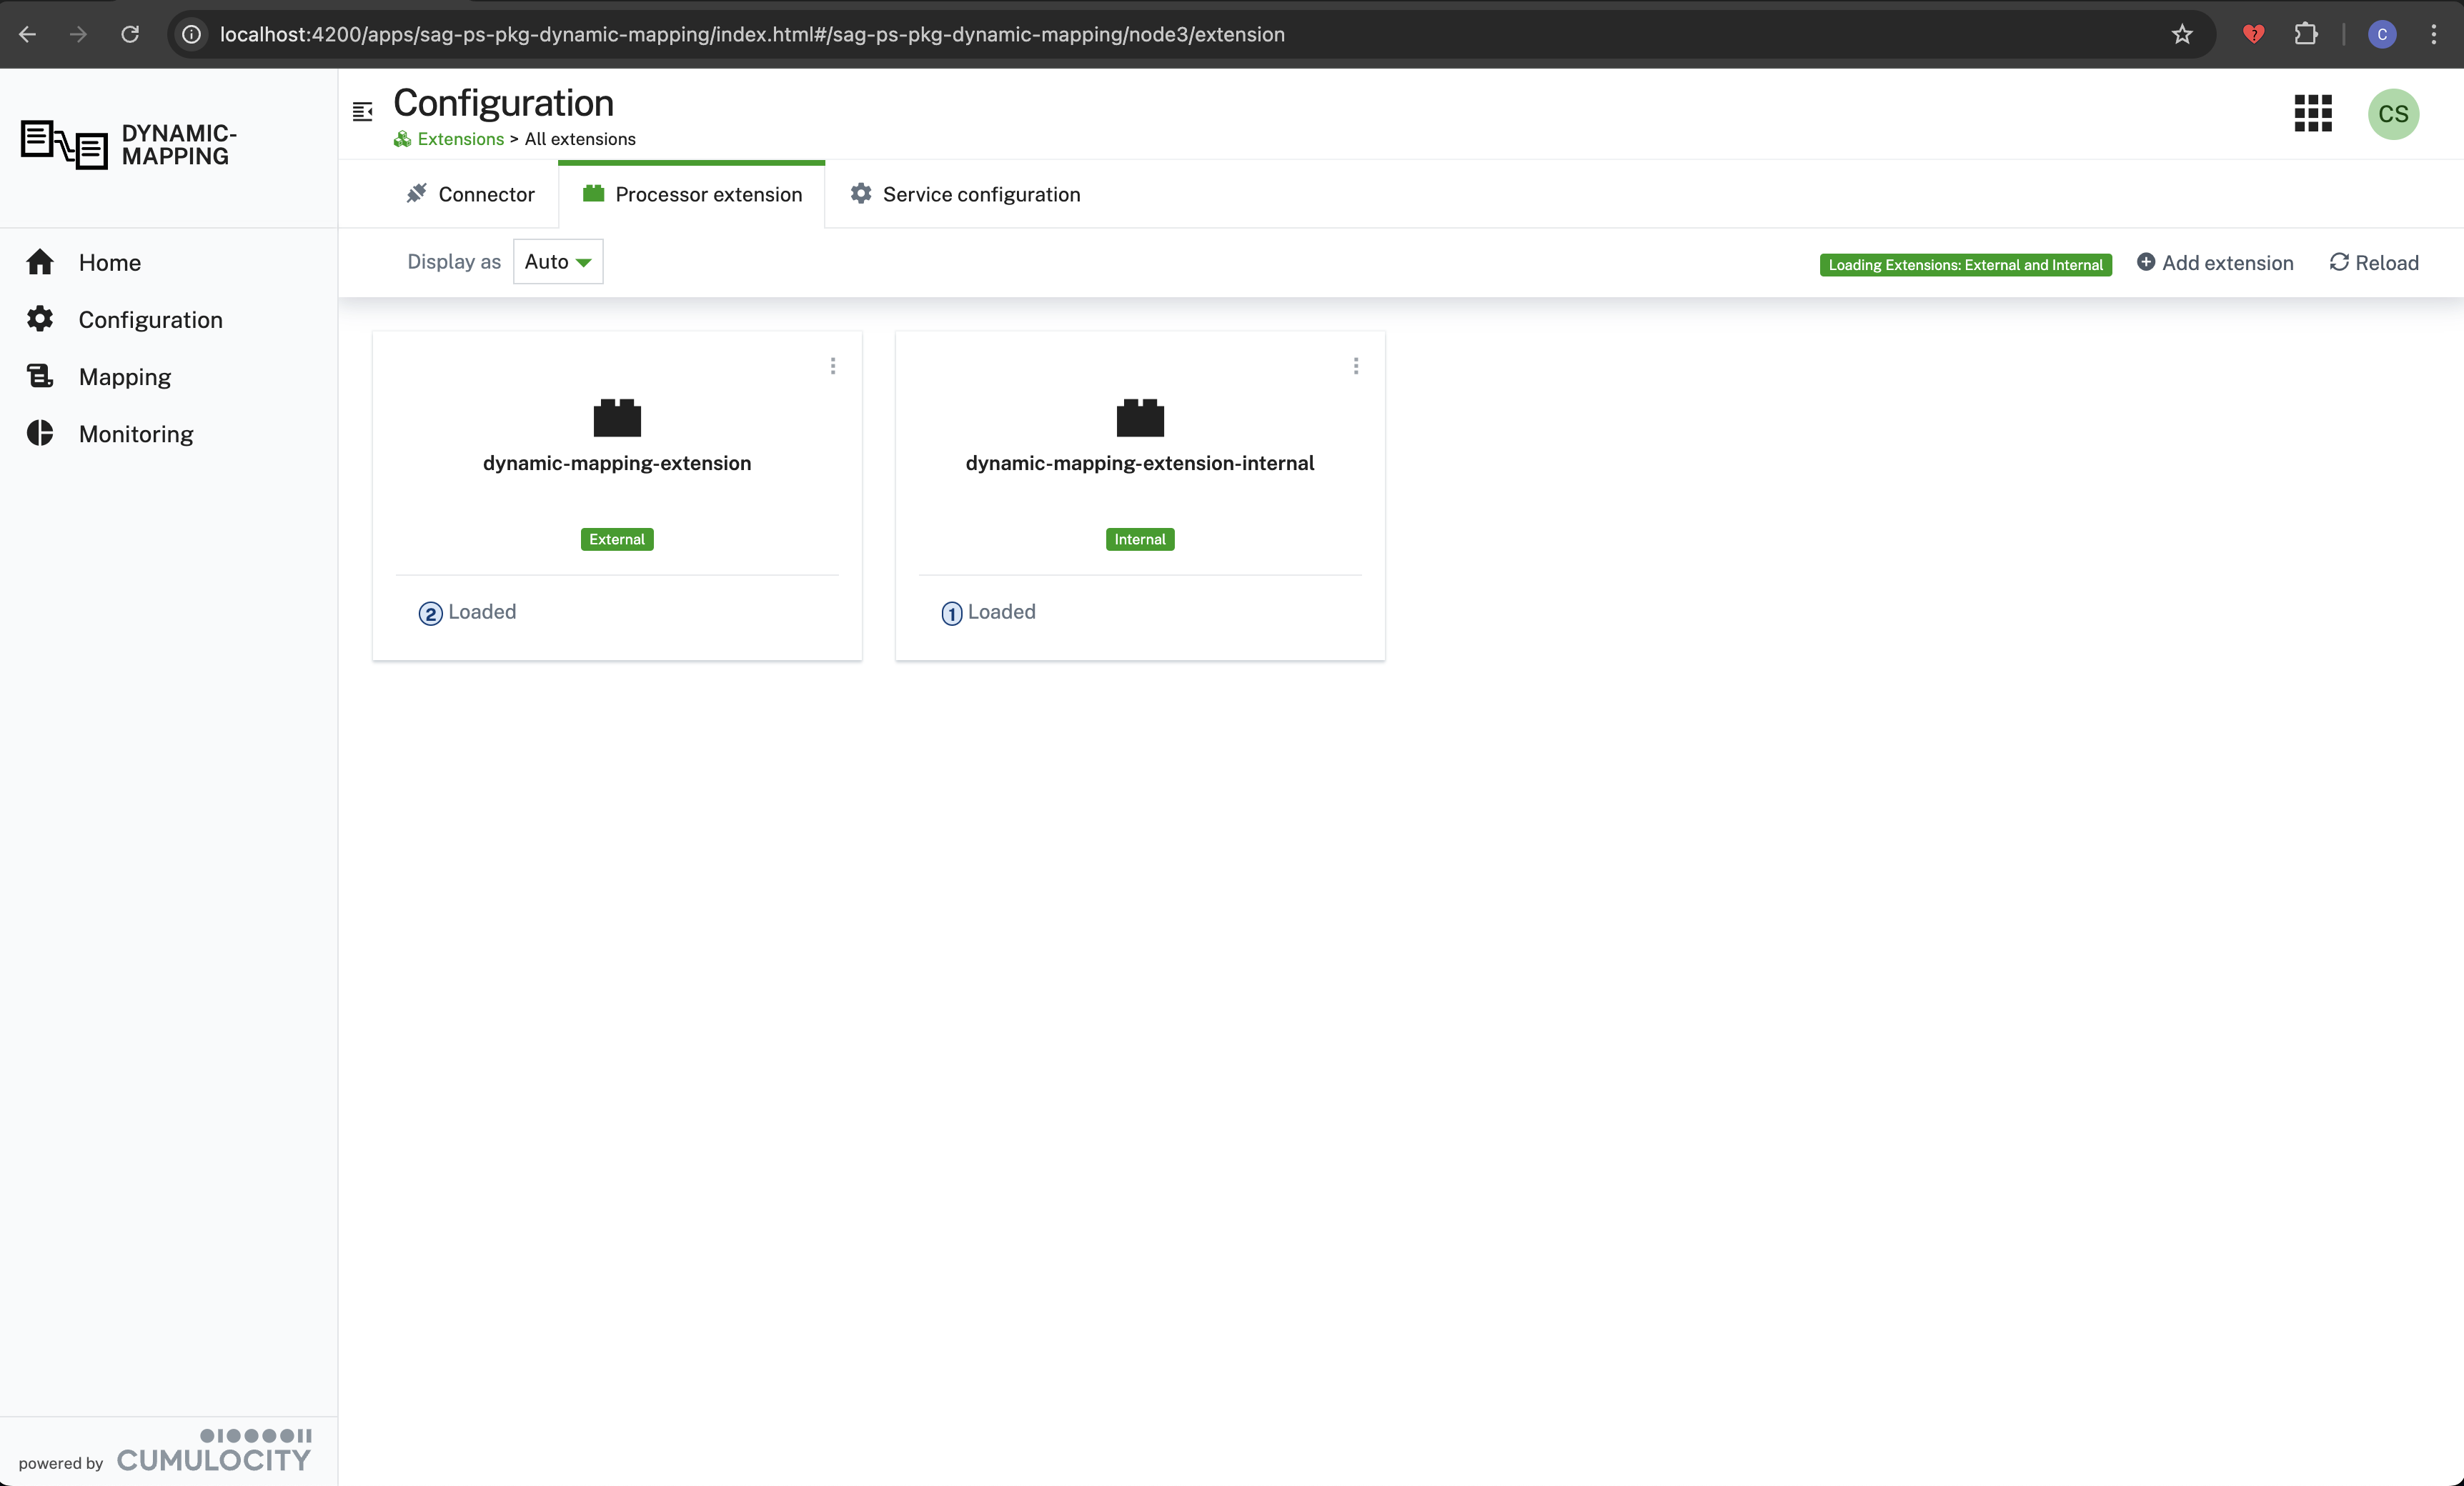 localhost:4200/apps/sag-ps-pkg-dynamic-mapping/index.html#/sag-ps-pkg-dynamic-mapping/node3/extension
C
DYNAMIC-
MAPPING
Home
Configuration
Mapping
Monitoring
powered by CUMULOCITY
Configuration
Extensions > All extensions
CS
Connector
Processor extension
Service configuration
Display as Auto
Loading Extensions: External and Internal
Add extension
Reload
dynamic-mapping-extension
External
2 Loaded
dynamic-mapping-extension-internal
Internal
1 Loaded